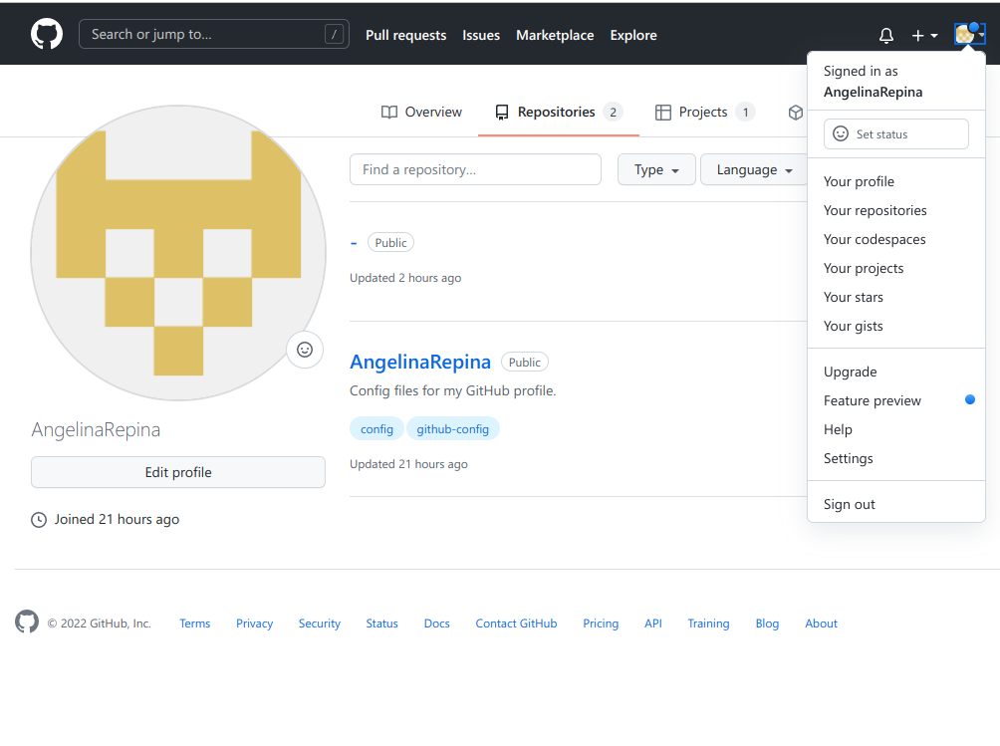 Search or jump to... / Pull requests Issues Marketplace Explore
Signed in as
AngelinaRepina
Set status
Your profile
Your repositories
Your codespaces
Your projects
Your stars
Your gists
Upgrade
Feature preview
Help
Settings
Sign out
Overview Repositories 2 Projects 1
Find a repository... Type Language
- Public
Updated 2 hours ago
AngelinaRepina Public
Config files for my GitHub profile.
config github-config
Updated 21 hours ago
AngelinaRepina
Edit profile
Joined 21 hours ago
© 2022 GitHub, Inc. Terms Privacy Security Status Docs Contact GitHub Pricing API Training Blog About